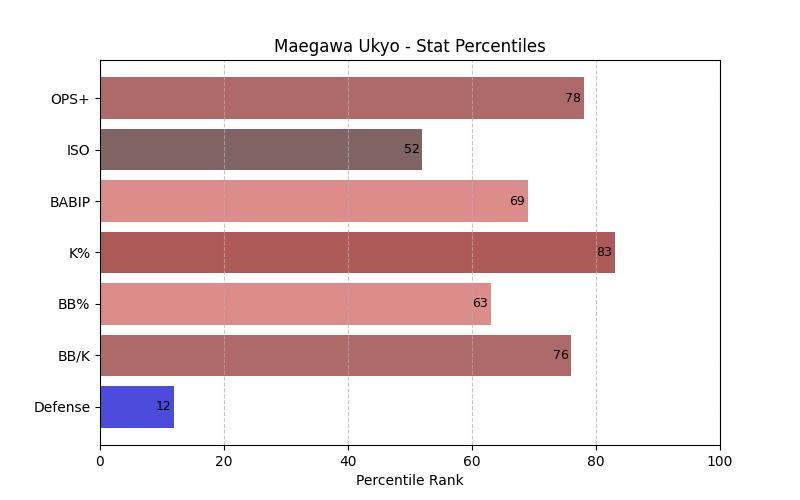 Maegawa Ukyo - Stat Percentiles
OPS+ 78
ISO 52
BABIP 69
K% 83
BB% 63
BB/K 76
Defense 12
0 20 40 60 80 100
Percentile Rank